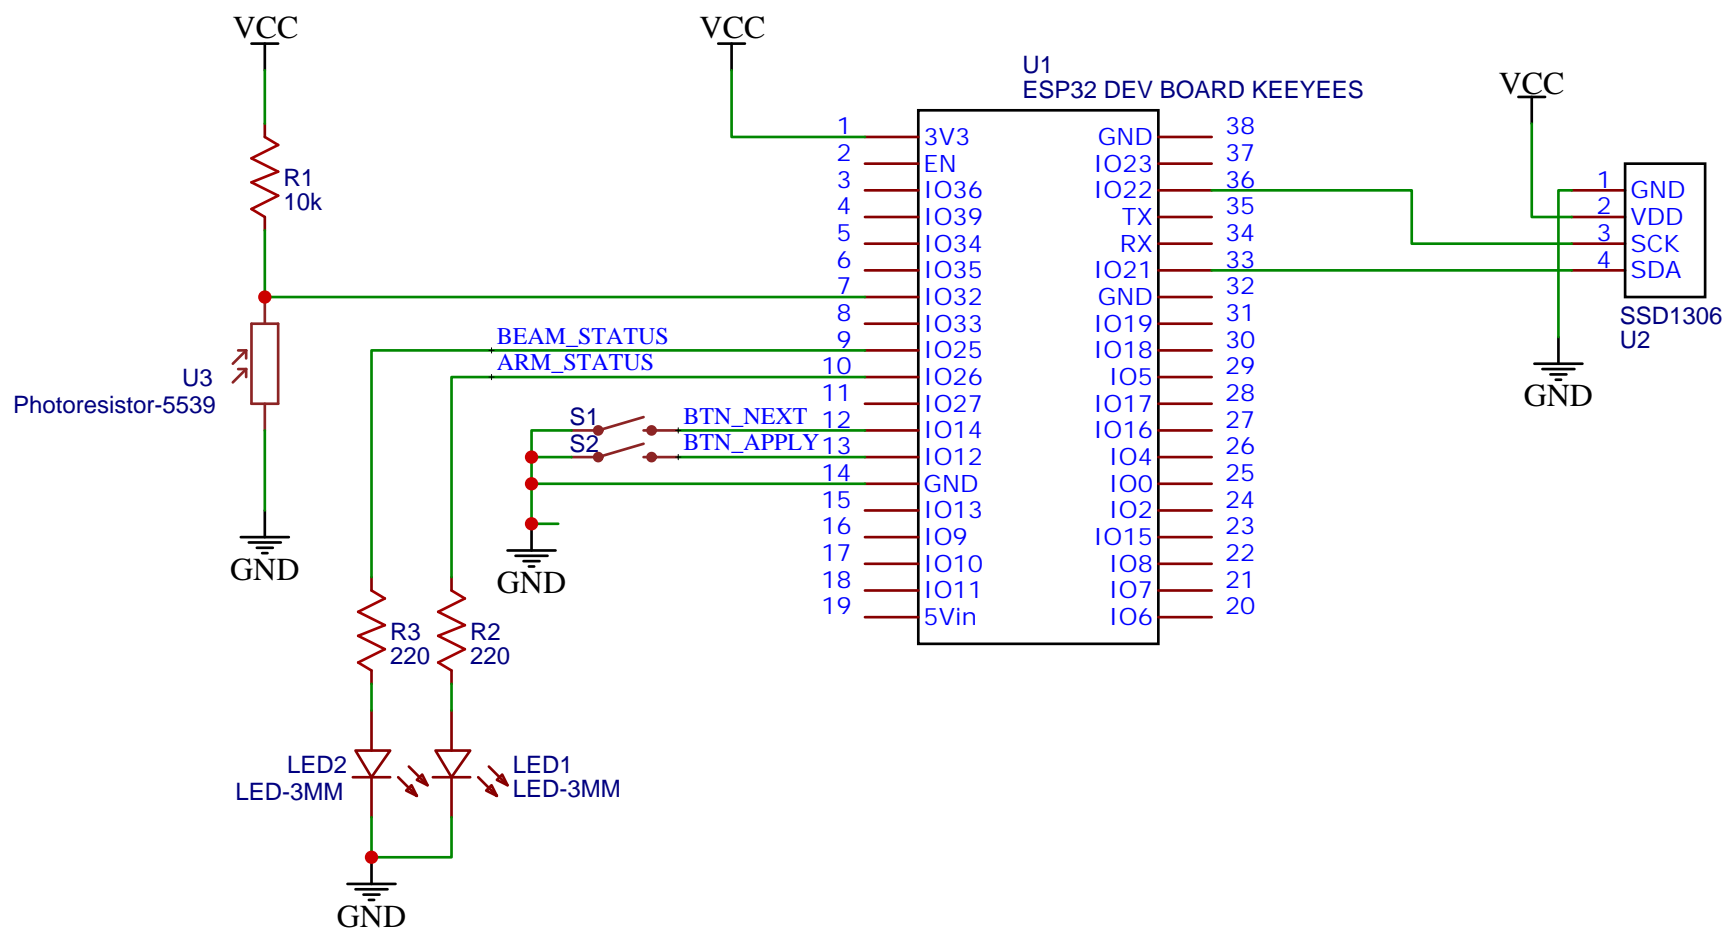 VCC
VCC
VCC
U1
ESP32 DEV BOARD KEEYEES
1
2
3
4
5
6
7
8
9
10
11
12
13
14
15
16
17
18
19
3V3
EN
IO36
IO39
IO34
IO35
IO32
IO33
IO25
IO26
IO27
IO14
IO12
GND
IO13
IO9
IO10
IO11
5Vin
GND
IO23
IO22
TX
RX
IO21
GND
IO19
IO18
IO5
IO17
IO16
IO4
IO0
IO2
IO15
IO8
IO7
IO6
38
37
36
35
34
33
32
31
30
29
28
27
26
25
24
23
22
21
20
1 GND
2 VDD
3 SCK
4 SDA
SSD1306
U2
GND
R1
10k
U3
Photoresistor-5539
GND
BEAM_STATUS
ARM_STATUS
S1 BTN_NEXT
S2 BTN_APPLY
GND
R3
220
R2
220
LED2
LED-3MM
LED1
LED-3MM
GND